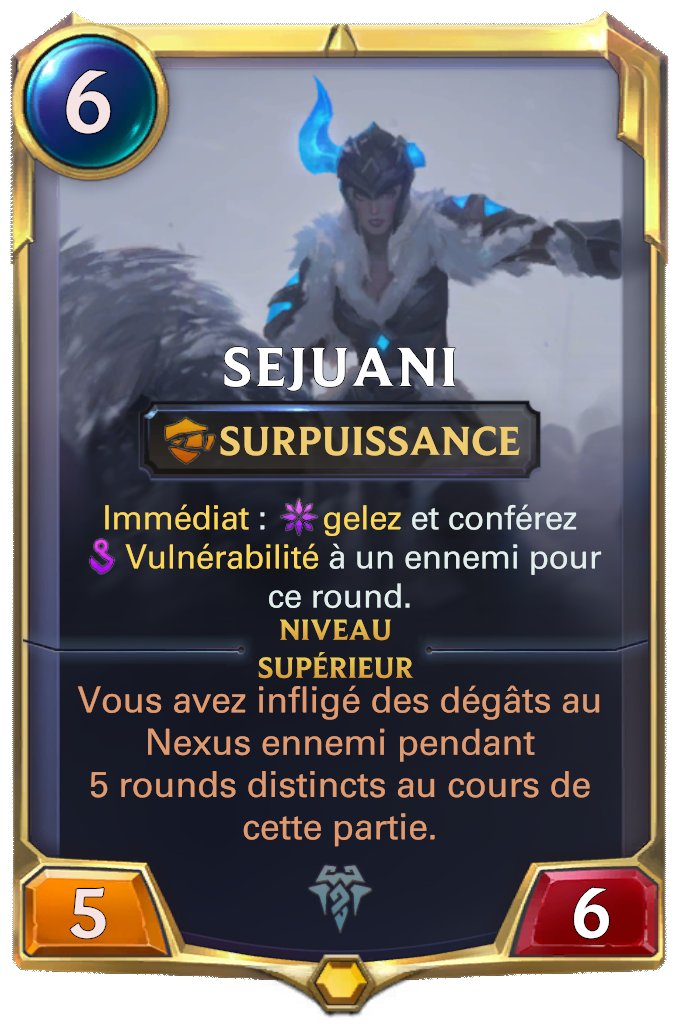 6
SEJUANI
SURPUISSANCE
Immédiat : gelez et conférez
Vulnérabilité à un ennemi pour
ce round.
NIVEAU
SUPÉRIEUR
Vous avez infligé des dégâts au
Nexus ennemi pendant
5 rounds distincts au cours de
cette partie.
5 6